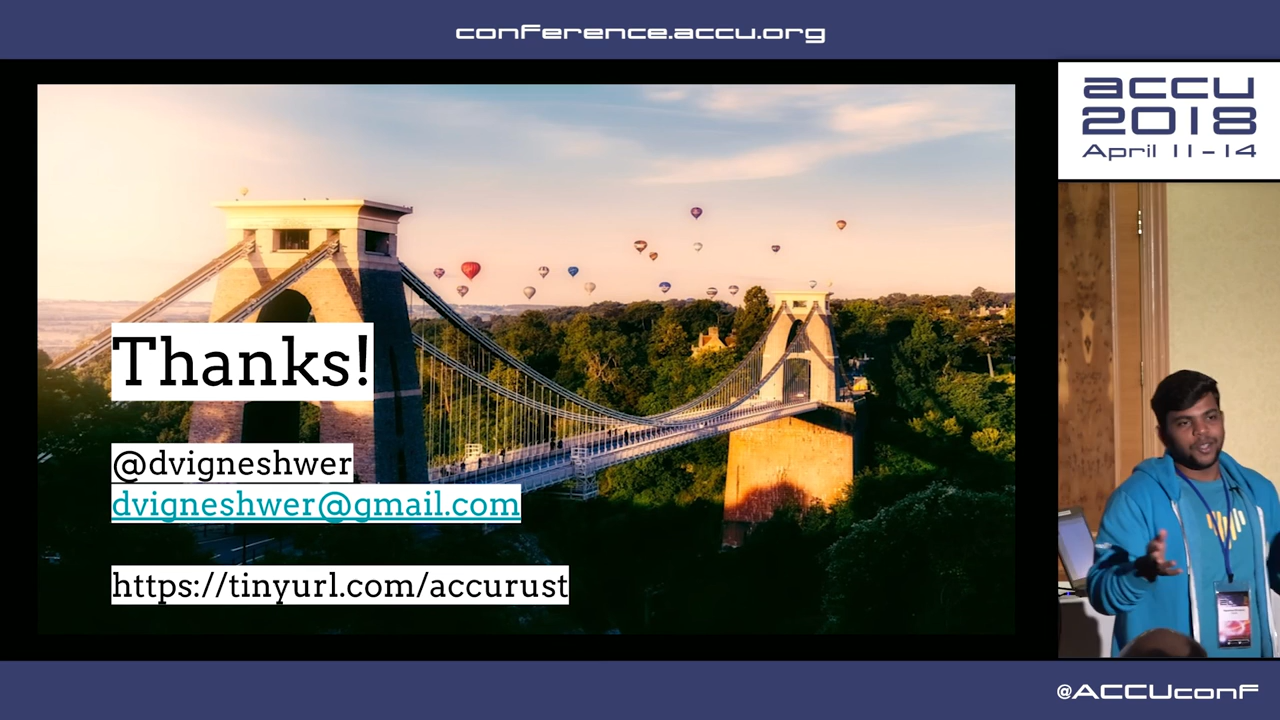 conference.accu.org
accu
2018
April 11-14
Thanks!
@dvigneshwer
dvigneshwer@gmail.com
https://tinyurl.com/accurust
@ACCUconf